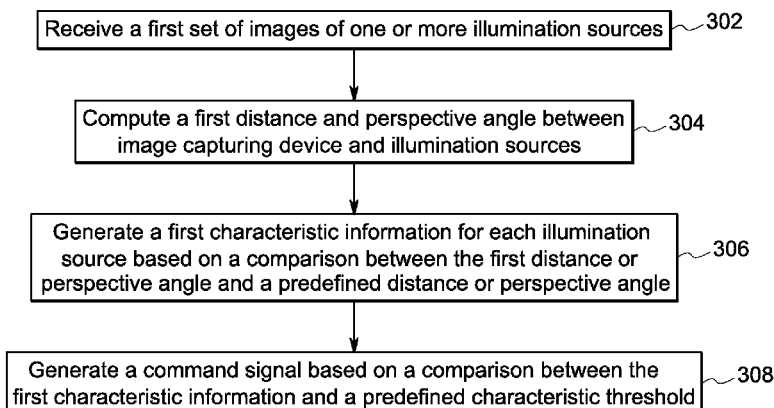 Receive a first set of images of one or more illumination sources
302
Compute a first distance and perspective angle between
image capturing device and illumination sources
304
Generate a first characteristic information for each illumination
source based on a comparison between the first distance or
perspective angle and a predefined distance or perspective angle
306
Generate a command signal based on a comparison between the
first characteristic information and a predefined characteristic threshold
308